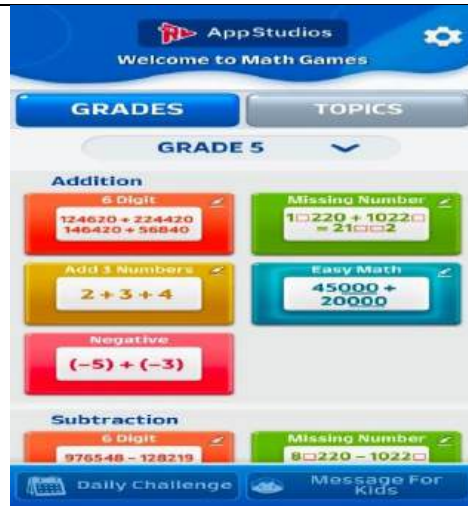 RV AppStudios
Welcome to Math Games
GRADES
TOPICS
GRADE 5
Addition
6 Digit
124620 + 224420
146420 + 56840
Missing Number
1□220 + 1022□
= 21□□2
Add 3 Numbers
2 + 3 + 4
Easy Math
45000 +
20000
Negative
(-5) + (-3)
Subtraction
6 Digit
976548 - 128219
Missing Number
8□220 - 1022□
Daily Challenge
Message For
Kids